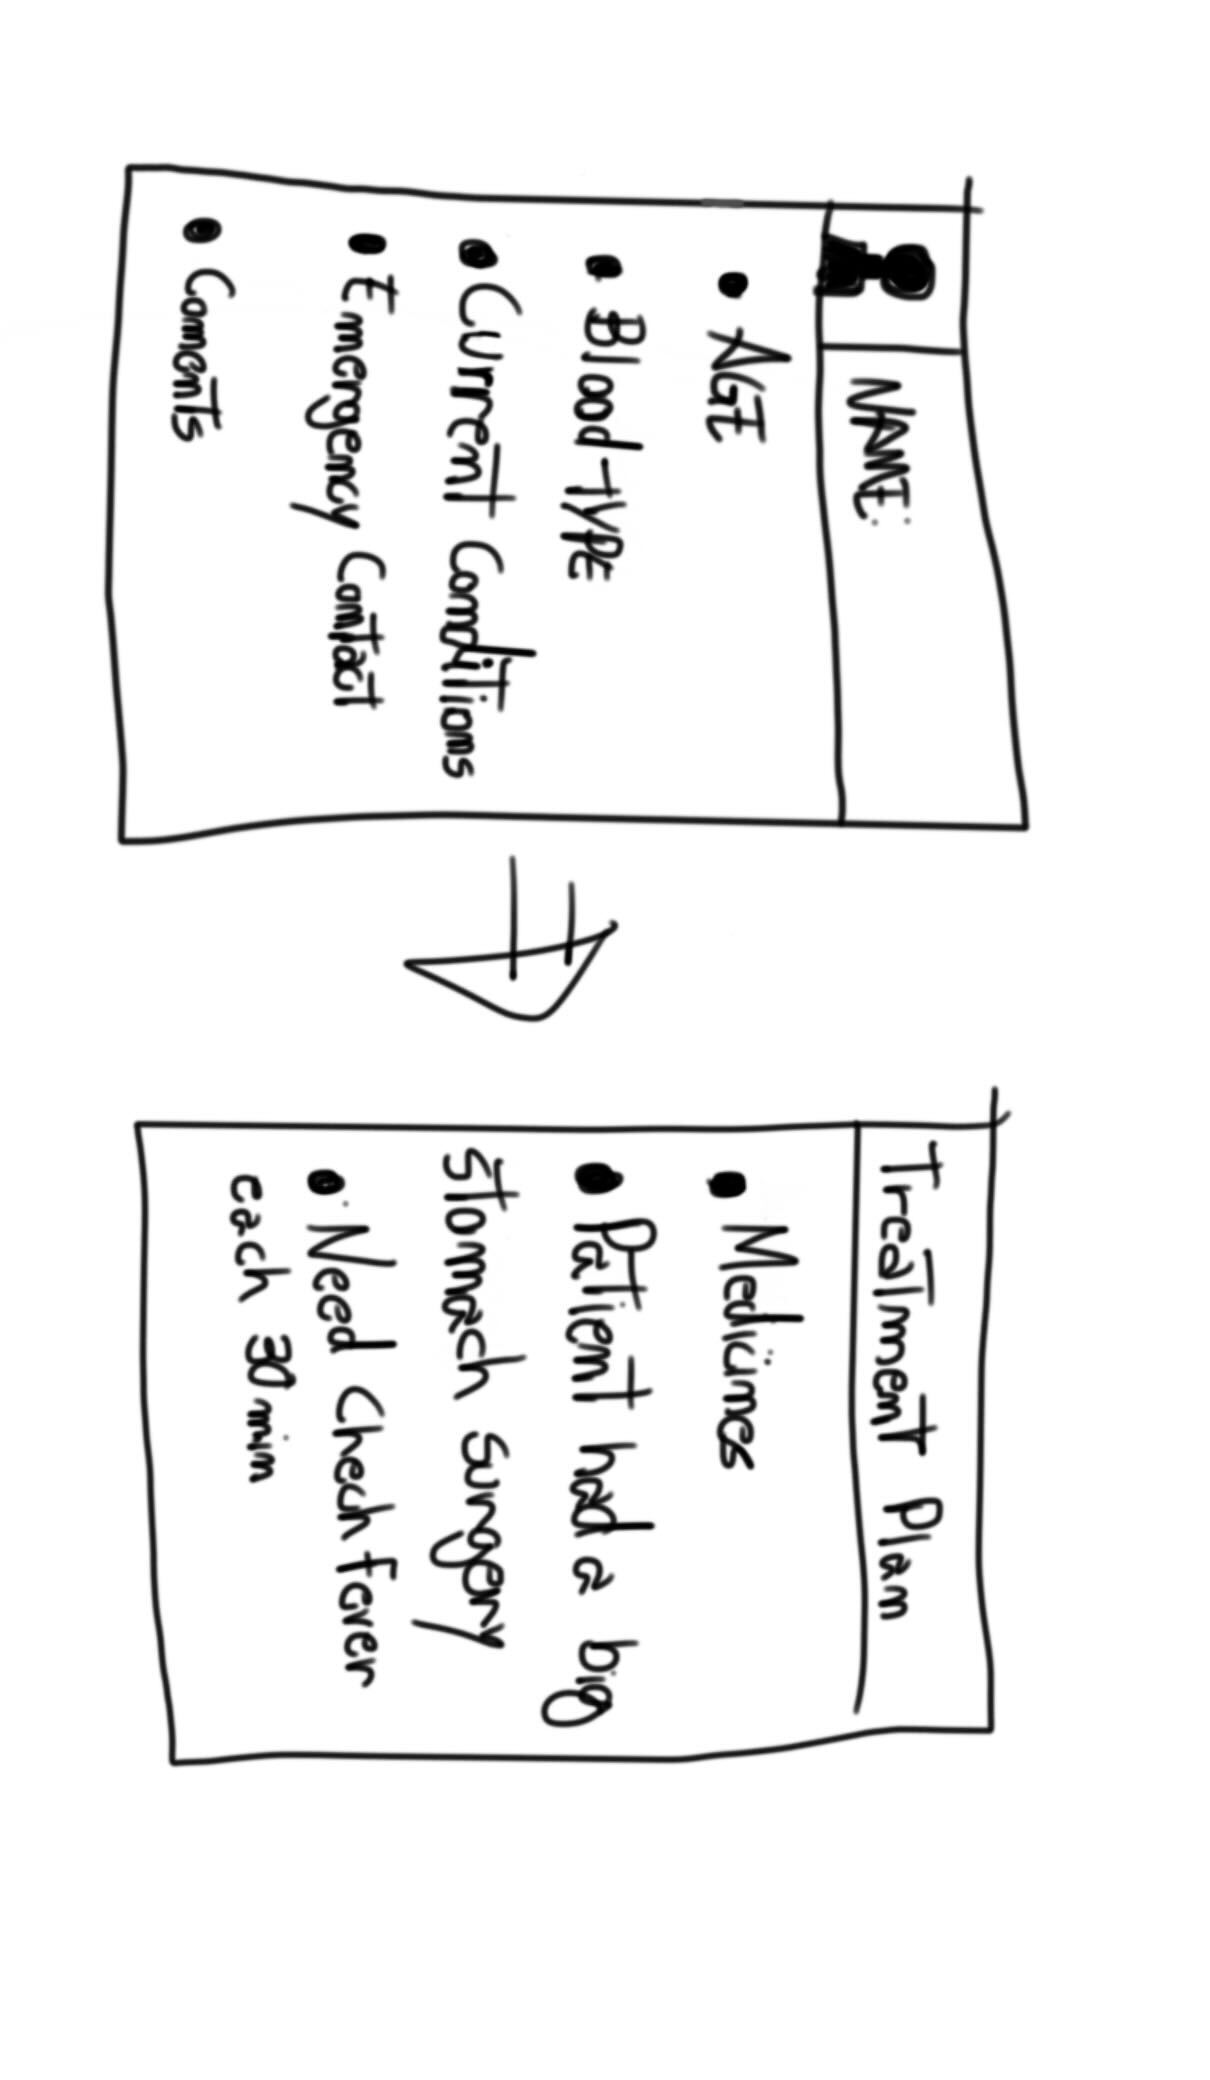 NAME:
AGE
Blood-TYPE
Current Conditions
Emergency Contact
Coments
Treatment Plan
Medicines
Patient had a big
Stomach Surgery
Need Check Fever
each 30 min